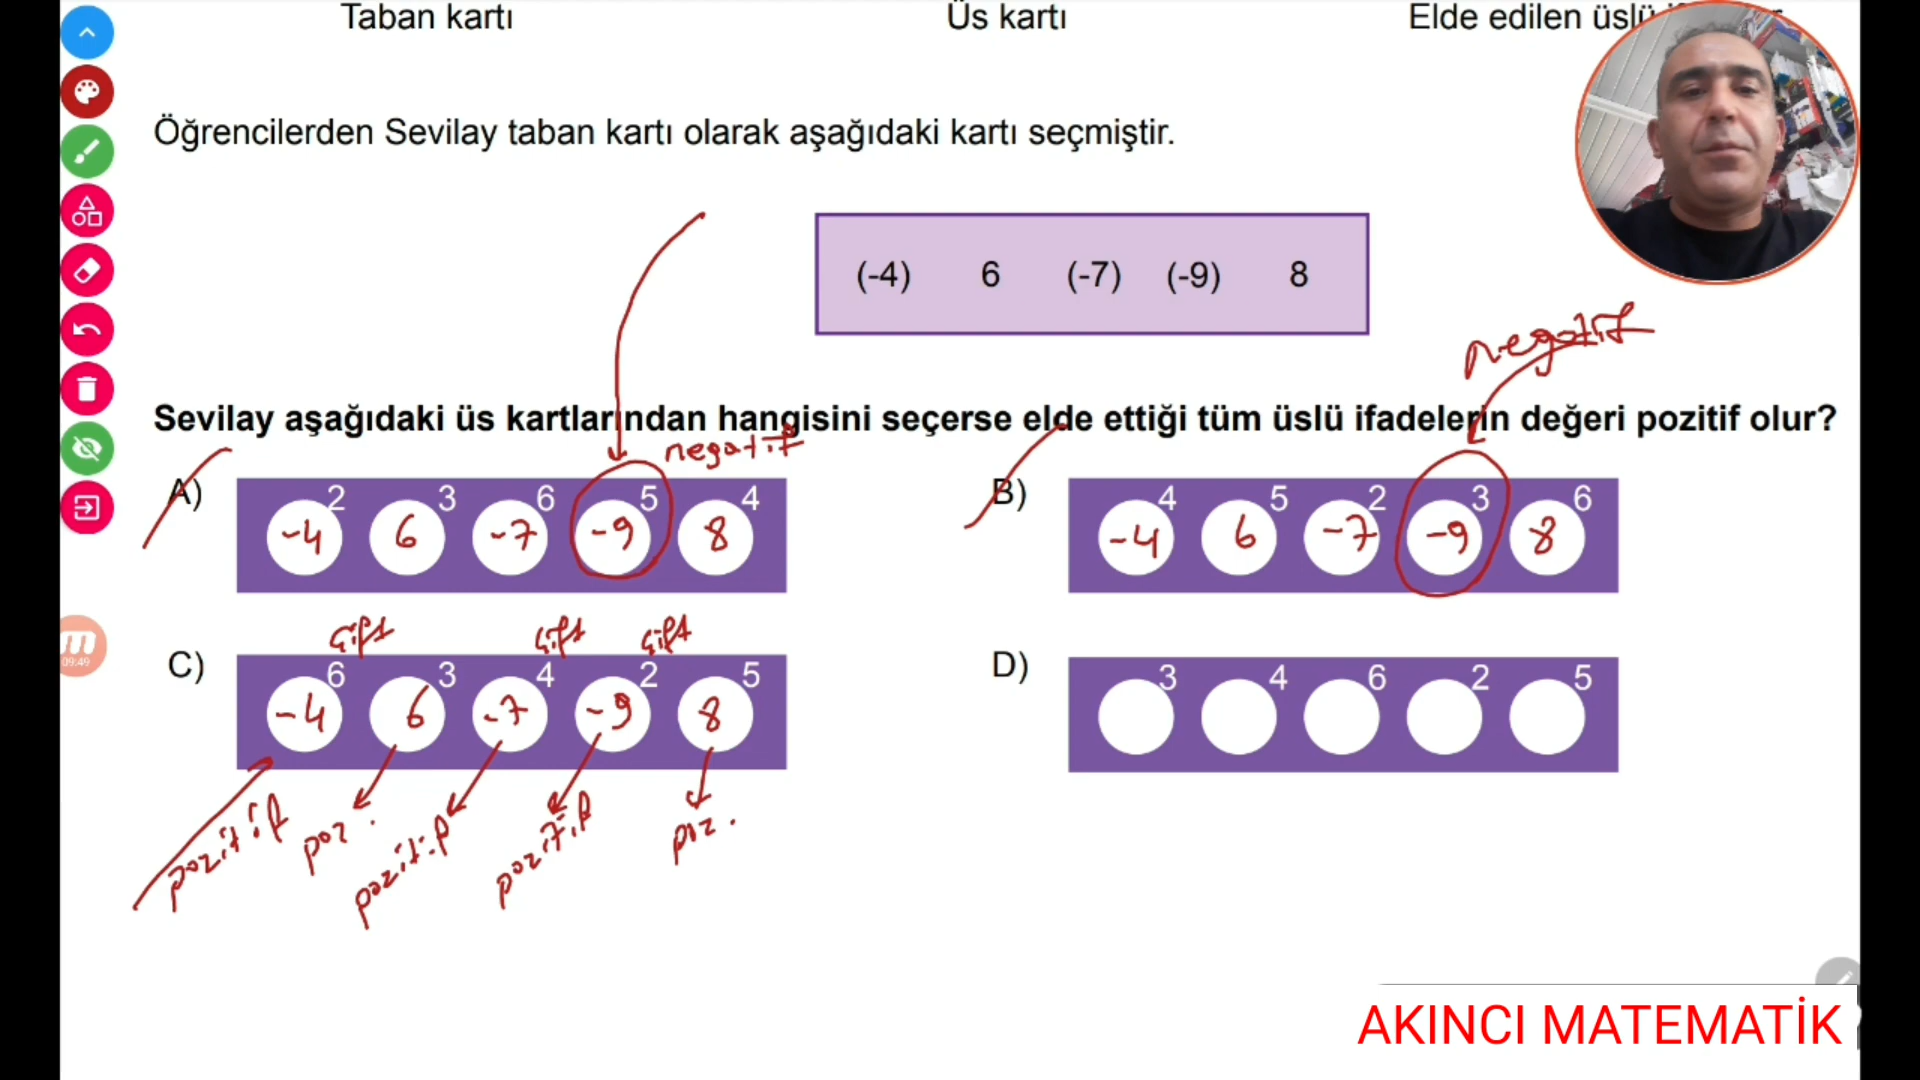 Taban kartı Üs kartı Elde edilen üslü
Öğrencilerden Sevilay taban kartı olarak aşağıdaki kartı seçmiştir.
(-4) 6 (-7) (-9) 8
negatif
Sevilay aşağıdaki üs kartlarından hangisini seçerse elde ettiği tüm üslü ifadelerin değeri pozitif olur?
negatif
A) -4 2 6 3 -7 6 -9 5 8 4
B) -4 4 6 5 -7 2 -9 3 8 6
çift çift çift
C) -4 6 6 3 -7 4 -9 2 8 5
D) 3 4 6 2 5
pozitif poz. pozitif pozitif poz.
m
09:49
AKINCI MATEMATİK